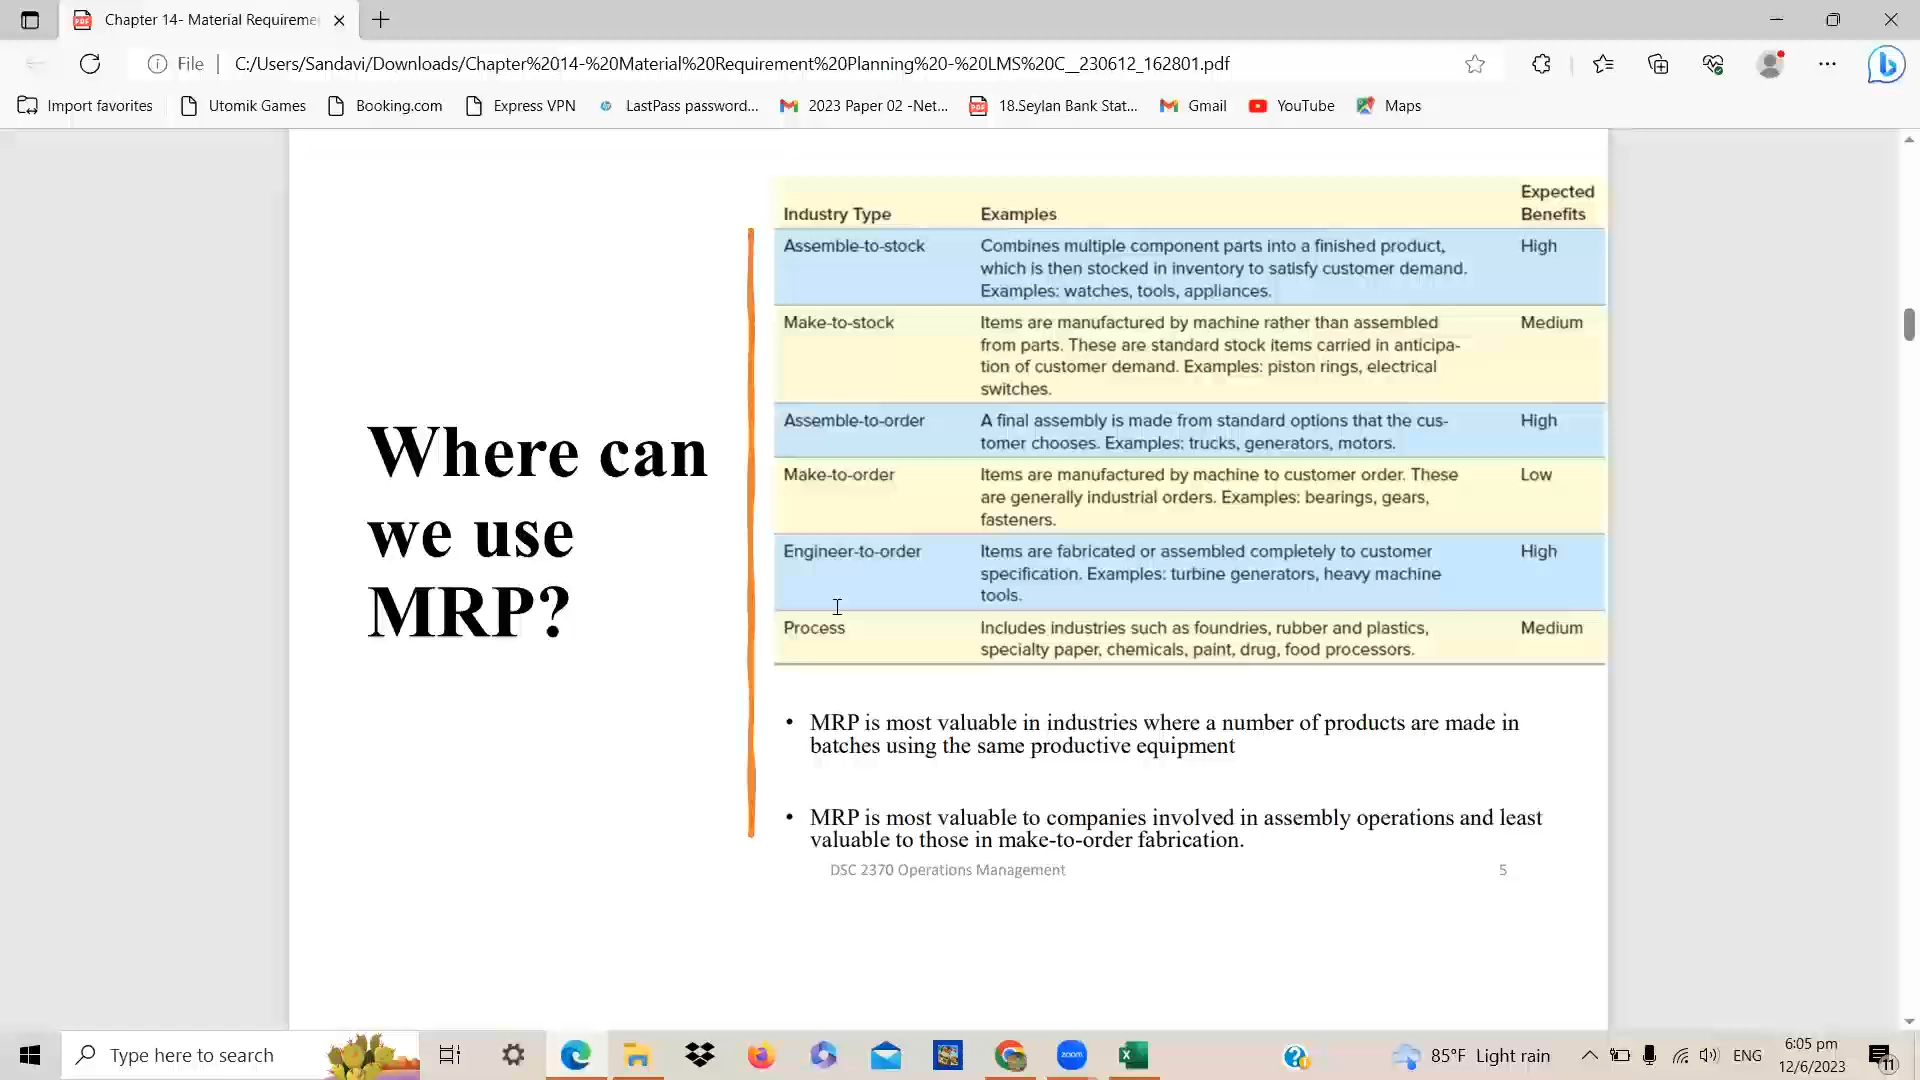 Chapter 14- Material Requireme
File
C:/Users/Sandavi/Downloads/Chapter%2014-%20Material%20Requirement%20Planning%20-%20LMS%20C__230612_162801.pdf
Import favorites
Utomik Games
Booking.com
Express VPN
LastPass password...
2023 Paper 02 -Net...
18.Seylan Bank Stat...
Gmail
YouTube
Maps
Where can
we use
MRP?
Industry Type Examples Expected Benefits
Assemble-to-stock Combines multiple component parts into a finished product, High
which is then stocked in inventory to satisfy customer demand.
Examples: watches, tools, appliances.
Make-to-stock Items are manufactured by machine rather than assembled Medium
from parts. These are standard stock items carried in anticipa-
tion of customer demand. Examples: piston rings, electrical
switches.
Assemble-to-order A final assembly is made from standard options that the cus- High
tomer chooses. Examples: trucks, generators, motors.
Make-to-order Items are manufactured by machine to customer order. These Low
are generally industrial orders. Examples: bearings, gears,
fasteners.
Engineer-to-order Items are fabricated or assembled completely to customer High
specification. Examples: turbine generators, heavy machine
tools.
Process Includes industries such as foundries, rubber and plastics, Medium
specialty paper, chemicals, paint, drug, food processors.
• MRP is most valuable in industries where a number of products are made in
batches using the same productive equipment
• MRP is most valuable to companies involved in assembly operations and least
valuable to those in make-to-order fabrication.
DSC 2370 Operations Management 5
Type here to search
zoom
85°F Light rain
ENG
6:05 pm
12/6/2023
11